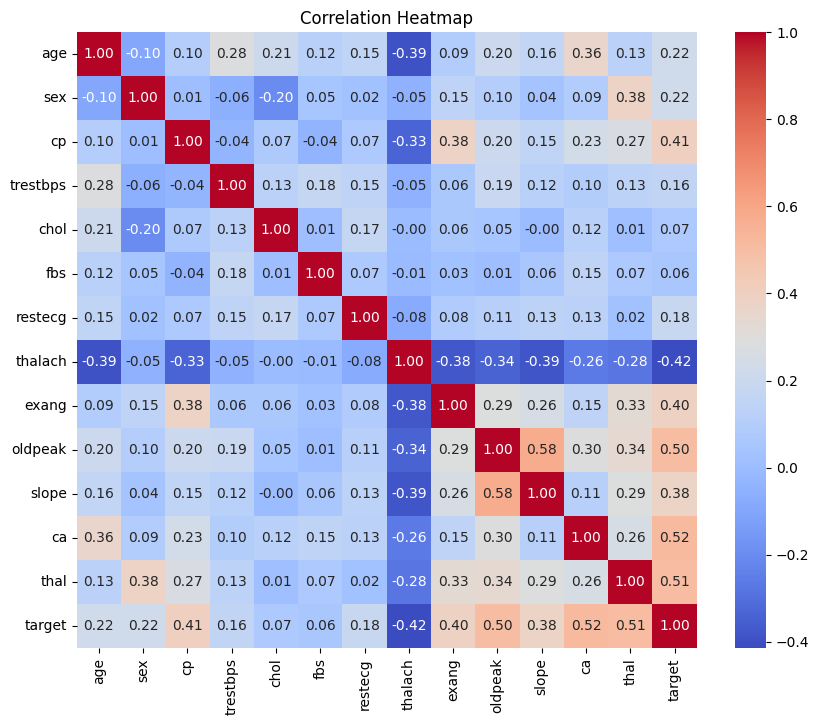 Correlation Heatmap
age 1.00 -0.10 0.10 0.28 0.21 0.12 0.15 -0.39 0.09 0.20 0.16 0.36 0.13 0.22
sex -0.10 1.00 0.01 -0.06 -0.20 0.05 0.02 -0.05 0.15 0.10 0.04 0.09 0.38 0.22
cp 0.10 0.01 1.00 -0.04 0.07 -0.04 0.07 -0.33 0.38 0.20 0.15 0.23 0.27 0.41
trestbps 0.28 -0.06 -0.04 1.00 0.13 0.18 0.15 -0.05 0.06 0.19 0.12 0.10 0.13 0.16
chol 0.21 -0.20 0.07 0.13 1.00 0.01 0.17 -0.00 0.06 0.05 -0.00 0.12 0.01 0.07
fbs 0.12 0.05 -0.04 0.18 0.01 1.00 0.07 -0.01 0.03 0.01 0.06 0.15 0.07 0.06
restecg 0.15 0.02 0.07 0.15 0.17 0.07 1.00 -0.08 0.08 0.11 0.13 0.13 0.02 0.18
thalach -0.39 -0.05 -0.33 -0.05 -0.00 -0.01 -0.08 1.00 -0.38 -0.34 -0.39 -0.26 -0.28 -0.42
exang 0.09 0.15 0.38 0.06 0.06 0.03 0.08 -0.38 1.00 0.29 0.26 0.15 0.33 0.40
oldpeak 0.20 0.10 0.20 0.19 0.05 0.01 0.11 -0.34 0.29 1.00 0.58 0.30 0.34 0.50
slope 0.16 0.04 0.15 0.12 -0.00 0.06 0.13 -0.39 0.26 0.58 1.00 0.11 0.29 0.38
ca 0.36 0.09 0.23 0.10 0.12 0.15 0.13 -0.26 0.15 0.30 0.11 1.00 0.26 0.52
thal 0.13 0.38 0.27 0.13 0.01 0.07 0.02 -0.28 0.33 0.34 0.29 0.26 1.00 0.51
target 0.22 0.22 0.41 0.16 0.07 0.06 0.18 -0.42 0.40 0.50 0.38 0.52 0.51 1.00
age sex cp trestbps chol fbs restecg thalach exang oldpeak slope ca thal target
1.0
0.8
0.6
0.4
0.2
0.0
−0.2
−0.4